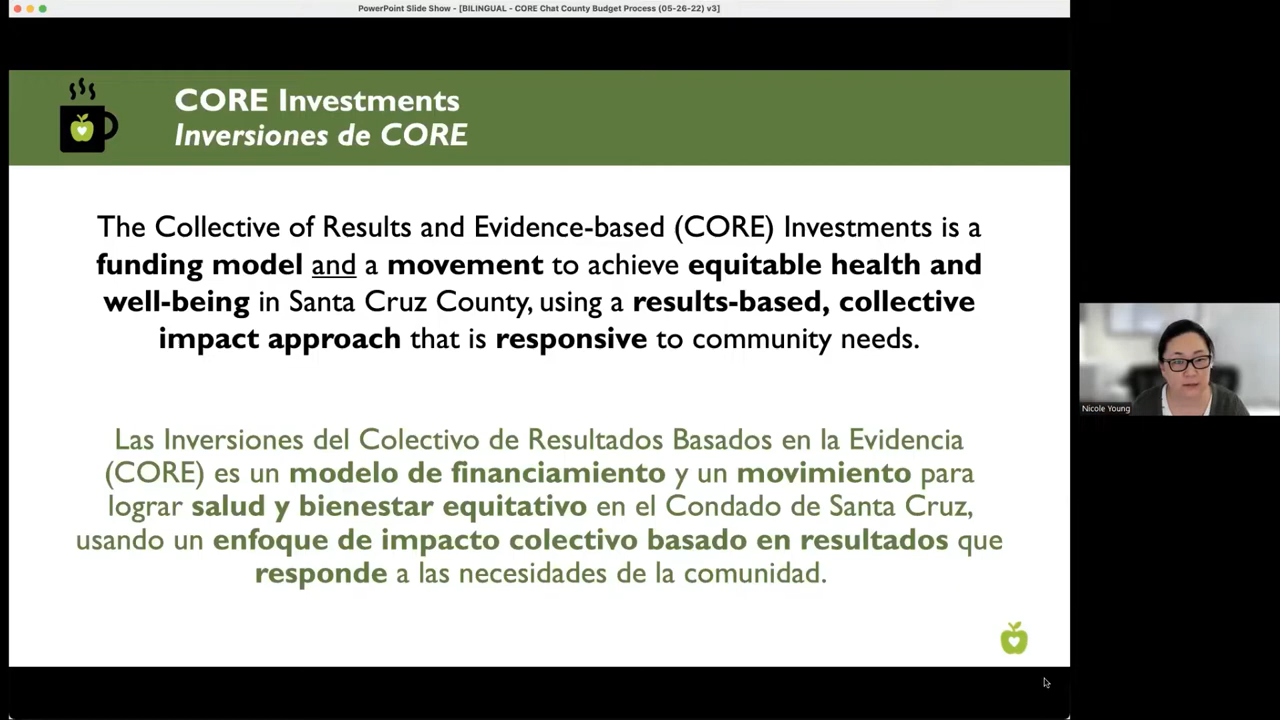 PowerPoint Slide Show - [BILINGUAL - CORE Chat County Budget Process (05-26-22) v3]
CORE Investments
Inversiones de CORE
The Collective of Results and Evidence-based (CORE) Investments is a
funding model and a movement to achieve equitable health and
well-being in Santa Cruz County, using a results-based, collective
impact approach that is responsive to community needs.
Las Inversiones del Colectivo de Resultados Basados en la Evidencia
(CORE) es un modelo de financiamiento y un movimiento para
lograr salud y bienestar equitativo en el Condado de Santa Cruz,
usando un enfoque de impacto colectivo basado en resultados que
responde a las necesidades de la comunidad.
Nicole Young